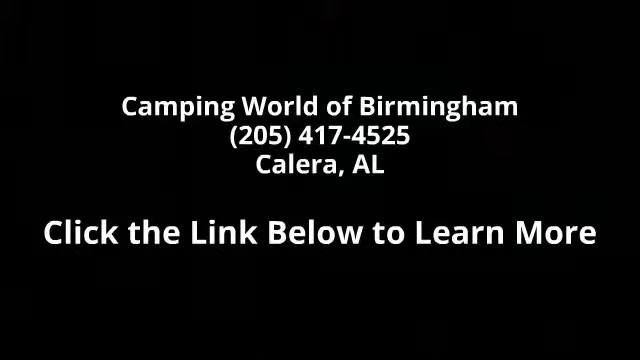 Camping World of Birmingham
(205) 417-4525
Calera, AL
Click the Link Below to Learn More